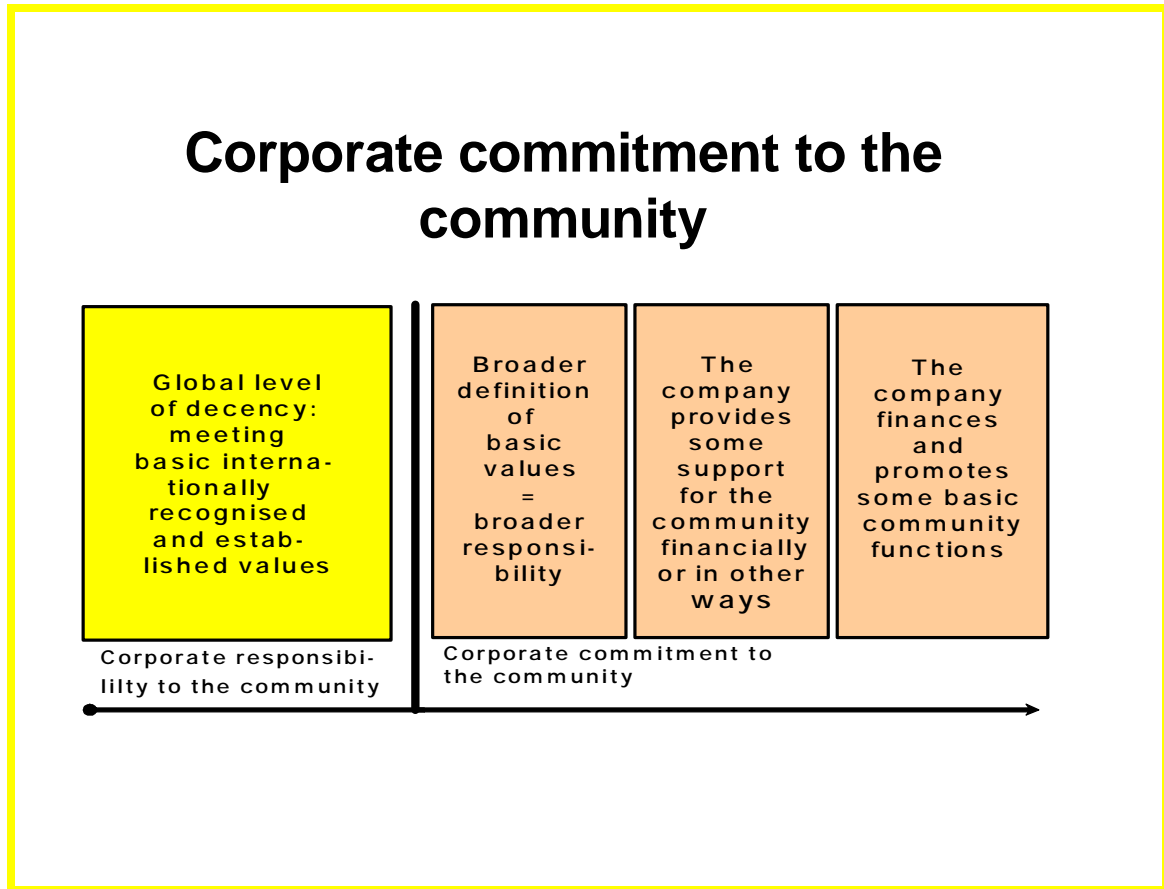 Corporate commitment to the
community
Global level
of decency:
meeting
basic interna-
tionally
recognised
and estab-
lished values
Broader
definition
of
basic
values
=
broader
responsi-
bility
The
company
provides
some
support
for the
community
financially
or in other
ways
The
company
finances
and
promotes
some basic
community
functions
Corporate responsibi-
lilty to the community
Corporate commitment to
the community